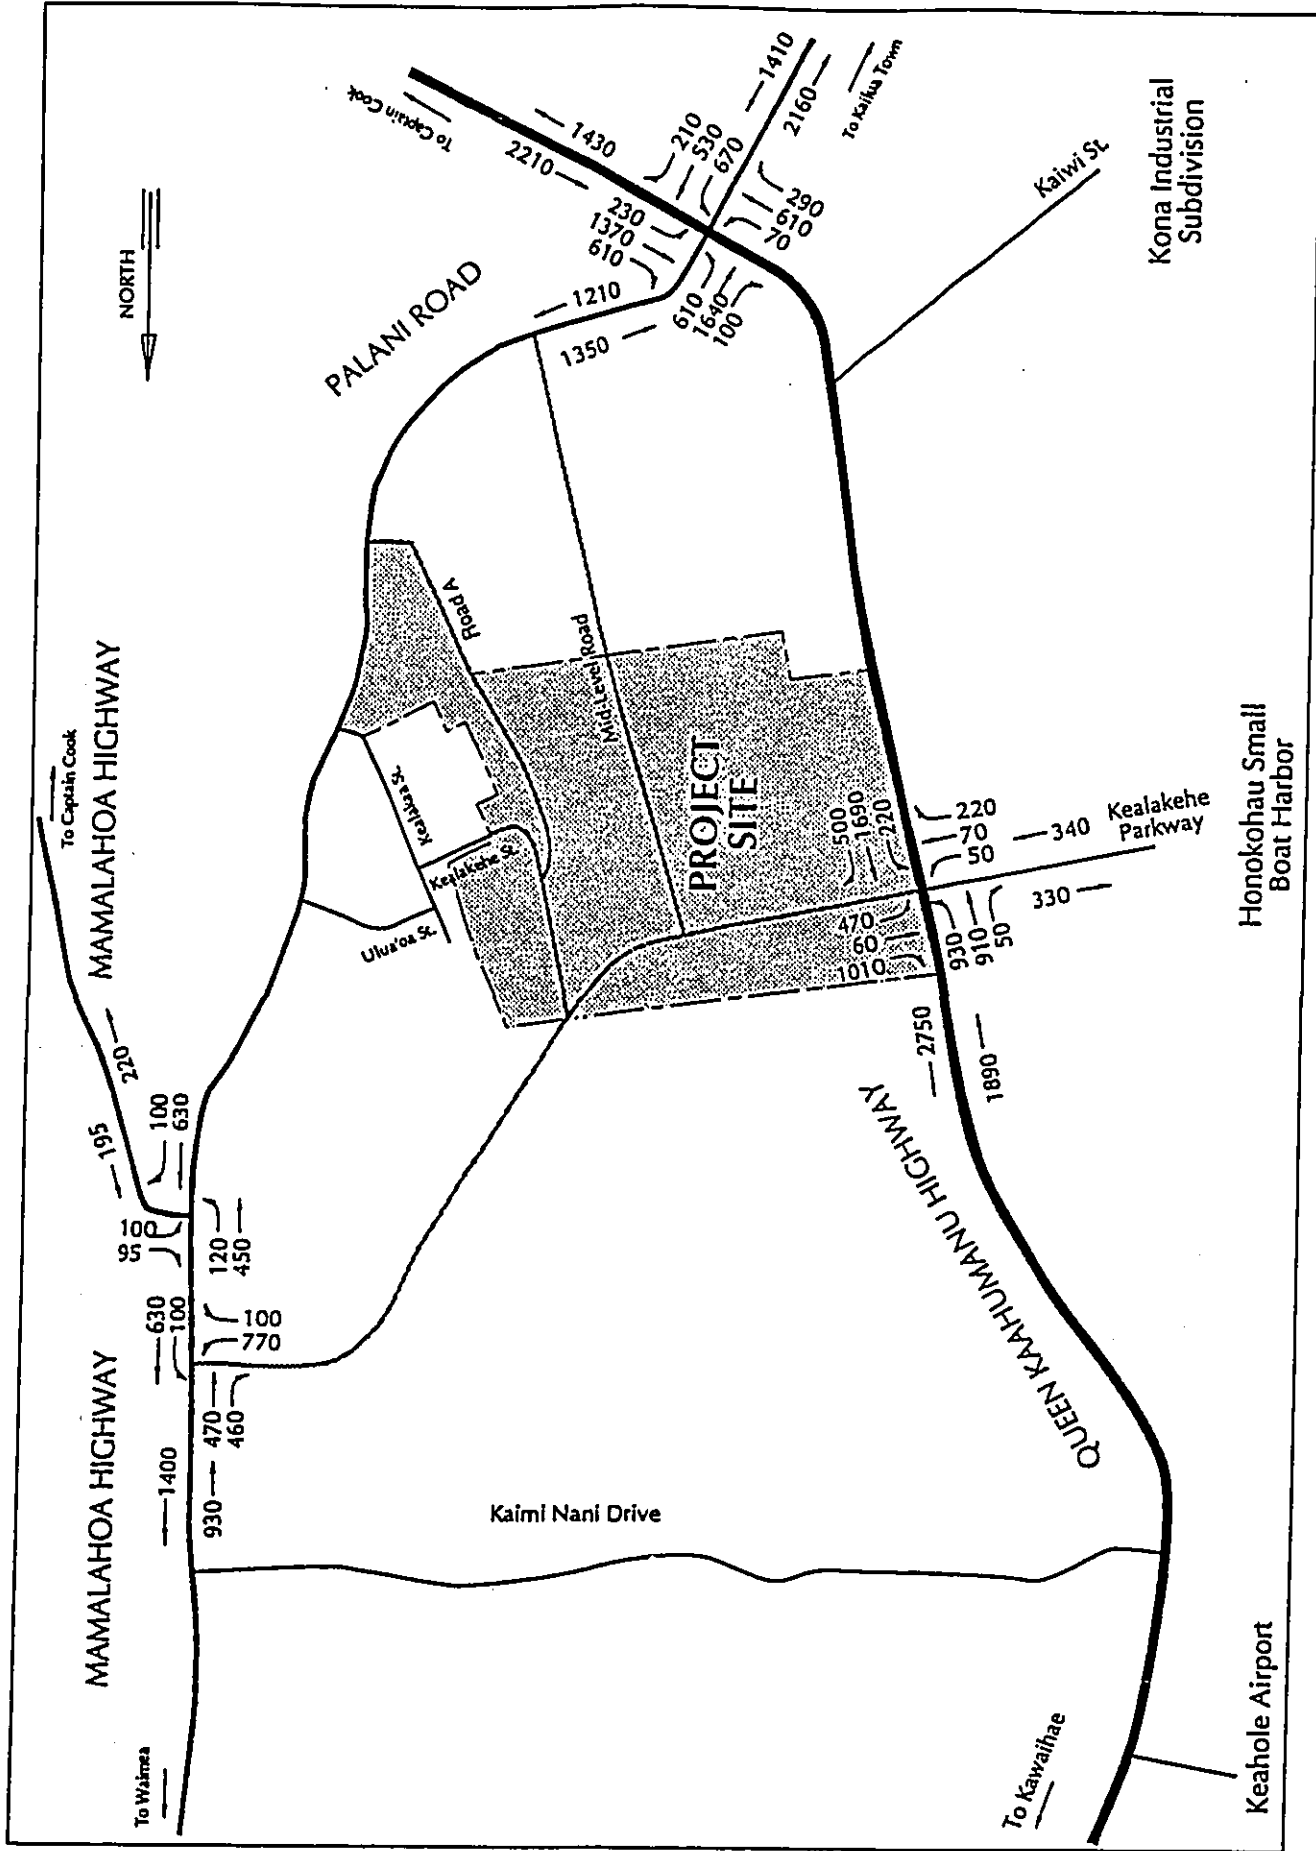 NORTH
To Captain Cook
1430
2210
210
530
670
1410
2160
To Kailua Town
230
1370
610
290
610
70
610
1640
100
1210
1350
PALANI ROAD
Kaiwi St.
Kona Industrial
Subdivision
To Captain Cook
MAMALAHOA HIGHWAY
Road A
Mid-Level Road
Kealakaa St.
Kealakehe St.
Ulua'oa St.
PROJECT
SITE
500
1690
220
220
70
50
340
Kealakehe
Parkway
330
470
60
1010
930
910
50
Honokohau Small
Boat Harbor
2750
1890
QUEEN KAAHUMANU HIGHWAY
220
195
100
630
100
95
120
450
630
100
100
770
470
460
1400
930
MAMALAHOA HIGHWAY
Kaimi Nani Drive
To Waimea
To Kawaihae
Keahole Airport